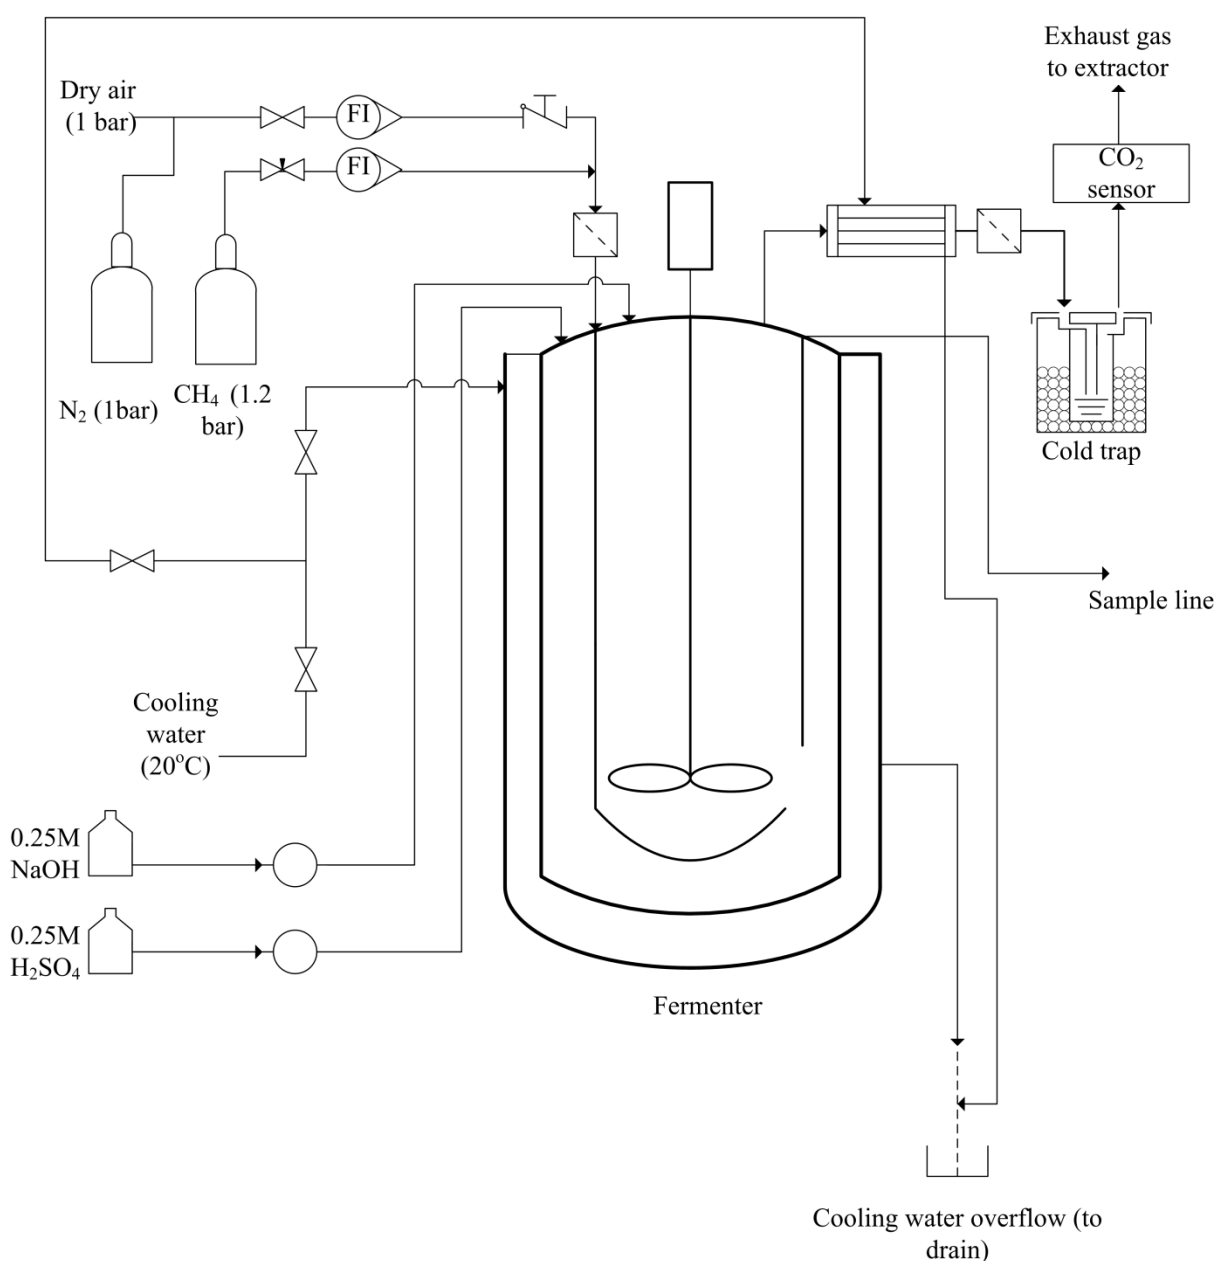 Exhaust gas
to extractor
Dry air
(1 bar)
FI
FI
CO₂
sensor
N₂ (1bar)
CH₄ (1.2
bar)
Cold trap
Sample line
Cooling
water
(20°C)
0.25M
NaOH
0.25M
H₂SO₄
Fermenter
Cooling water overflow (to
drain)